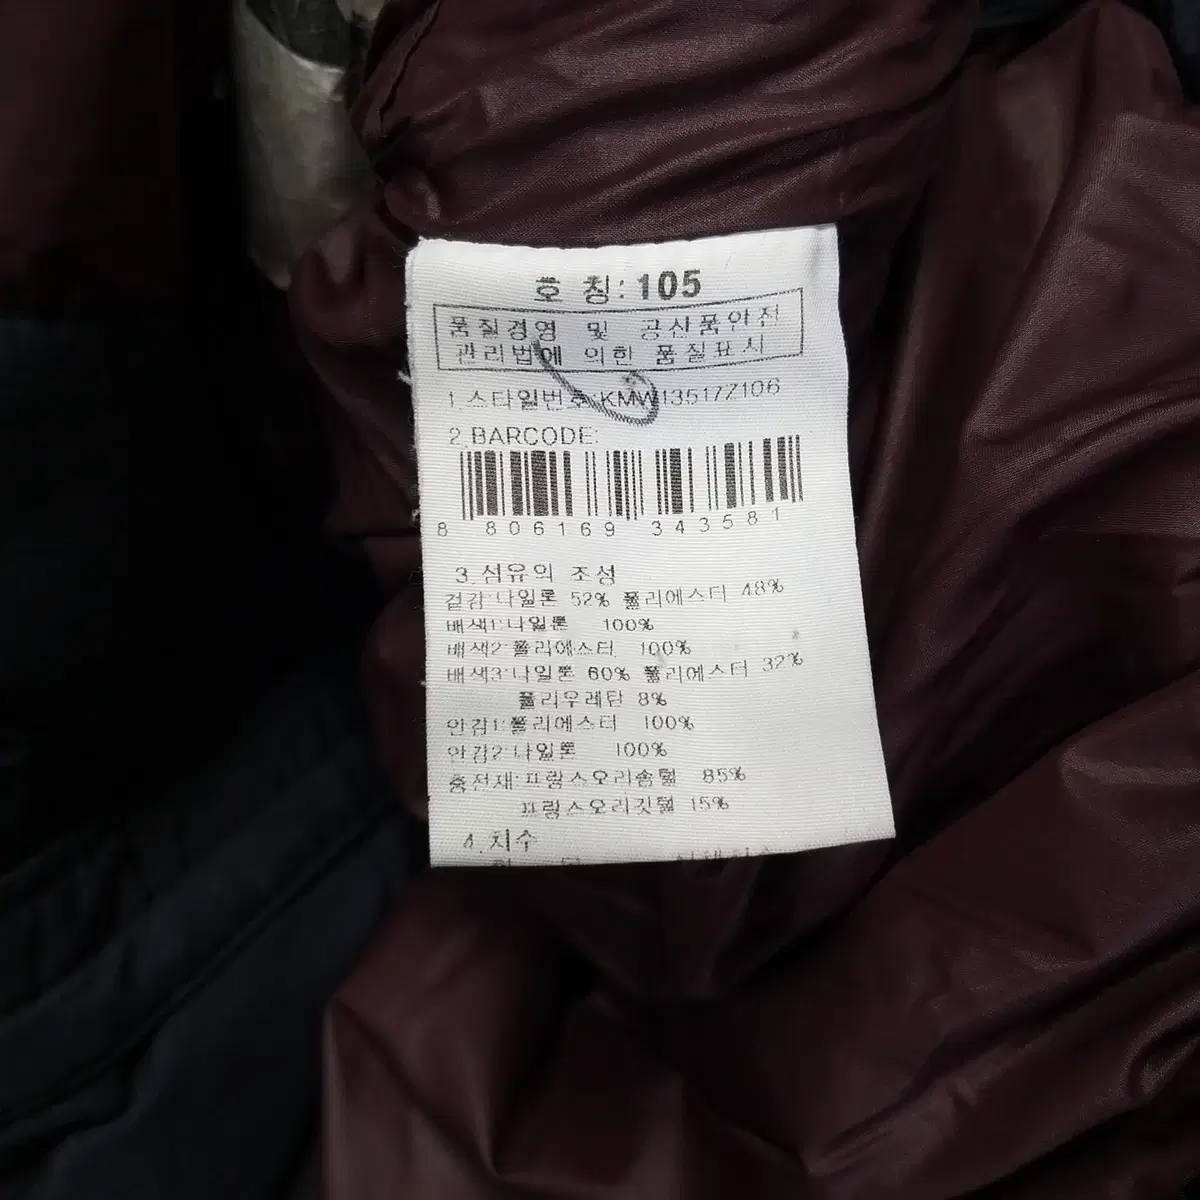 호 칭: 105
품질경영 및 공산품안전
관리법에 의한 품질표시
1.스타일번호:KMW13517Z106
2.BARCODE:
8 806169 343581
3.섬유의 조성
겉감:나일론 52% 폴리에스터 48%
배색1:나일론 100%
배색2:폴리에스터 100%
배색3:나일론 60% 폴리에스터 32%
폴리우레탄 8%
안감1:폴리에스터 100%
안감2:나일론 100%
충전재:프랑스오리솜털 85%
프랑스오리깃털 15%
4.치수